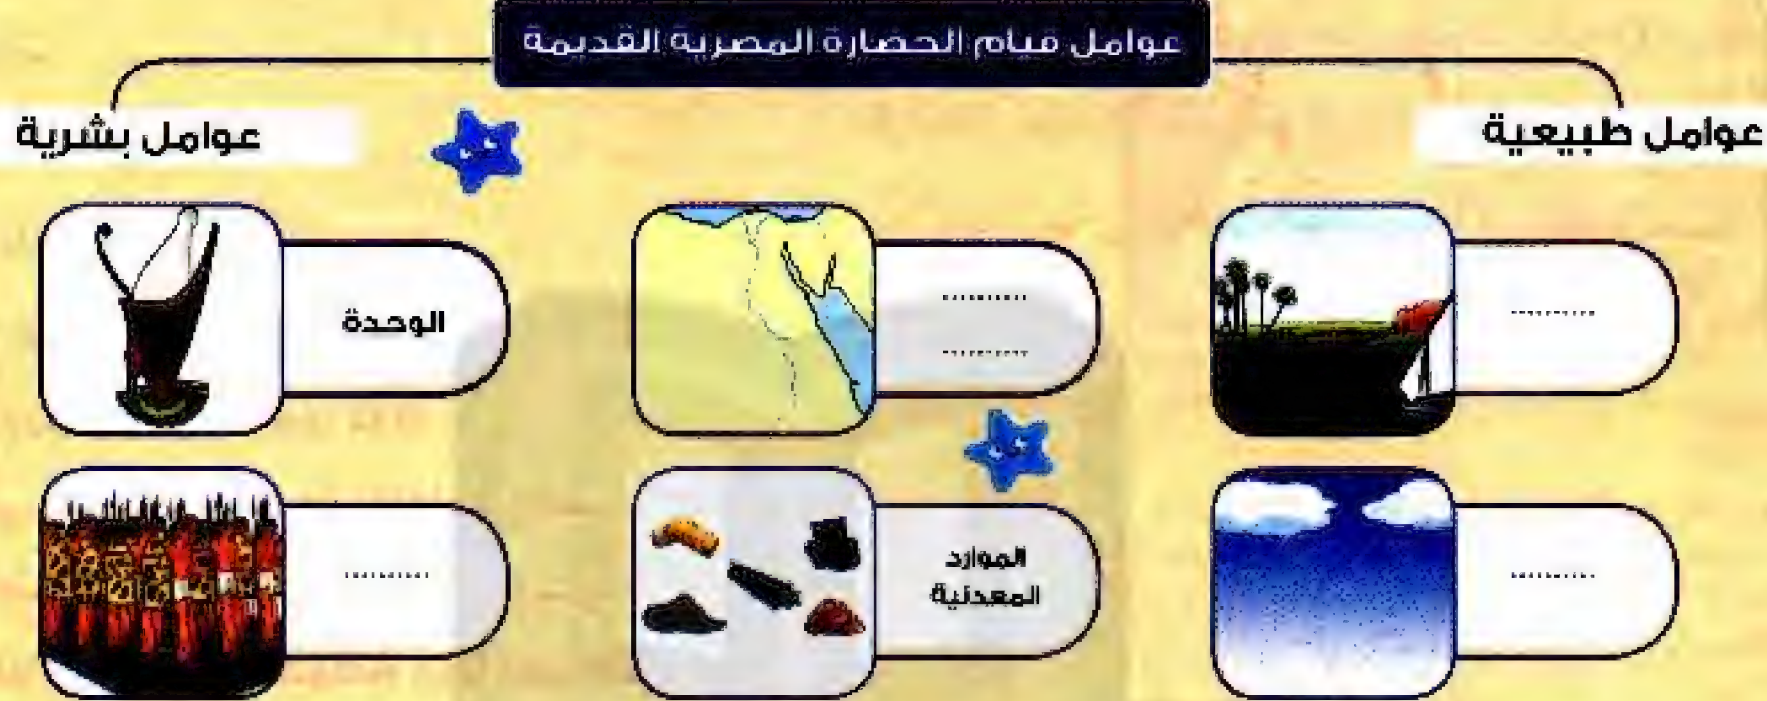 عوامل قيام الحضارة المصرية القديمة
عوامل طبيعية
عوامل بشرية
..........
..........
..........
الوحدة
..........
الموارد
المعدنية
..........